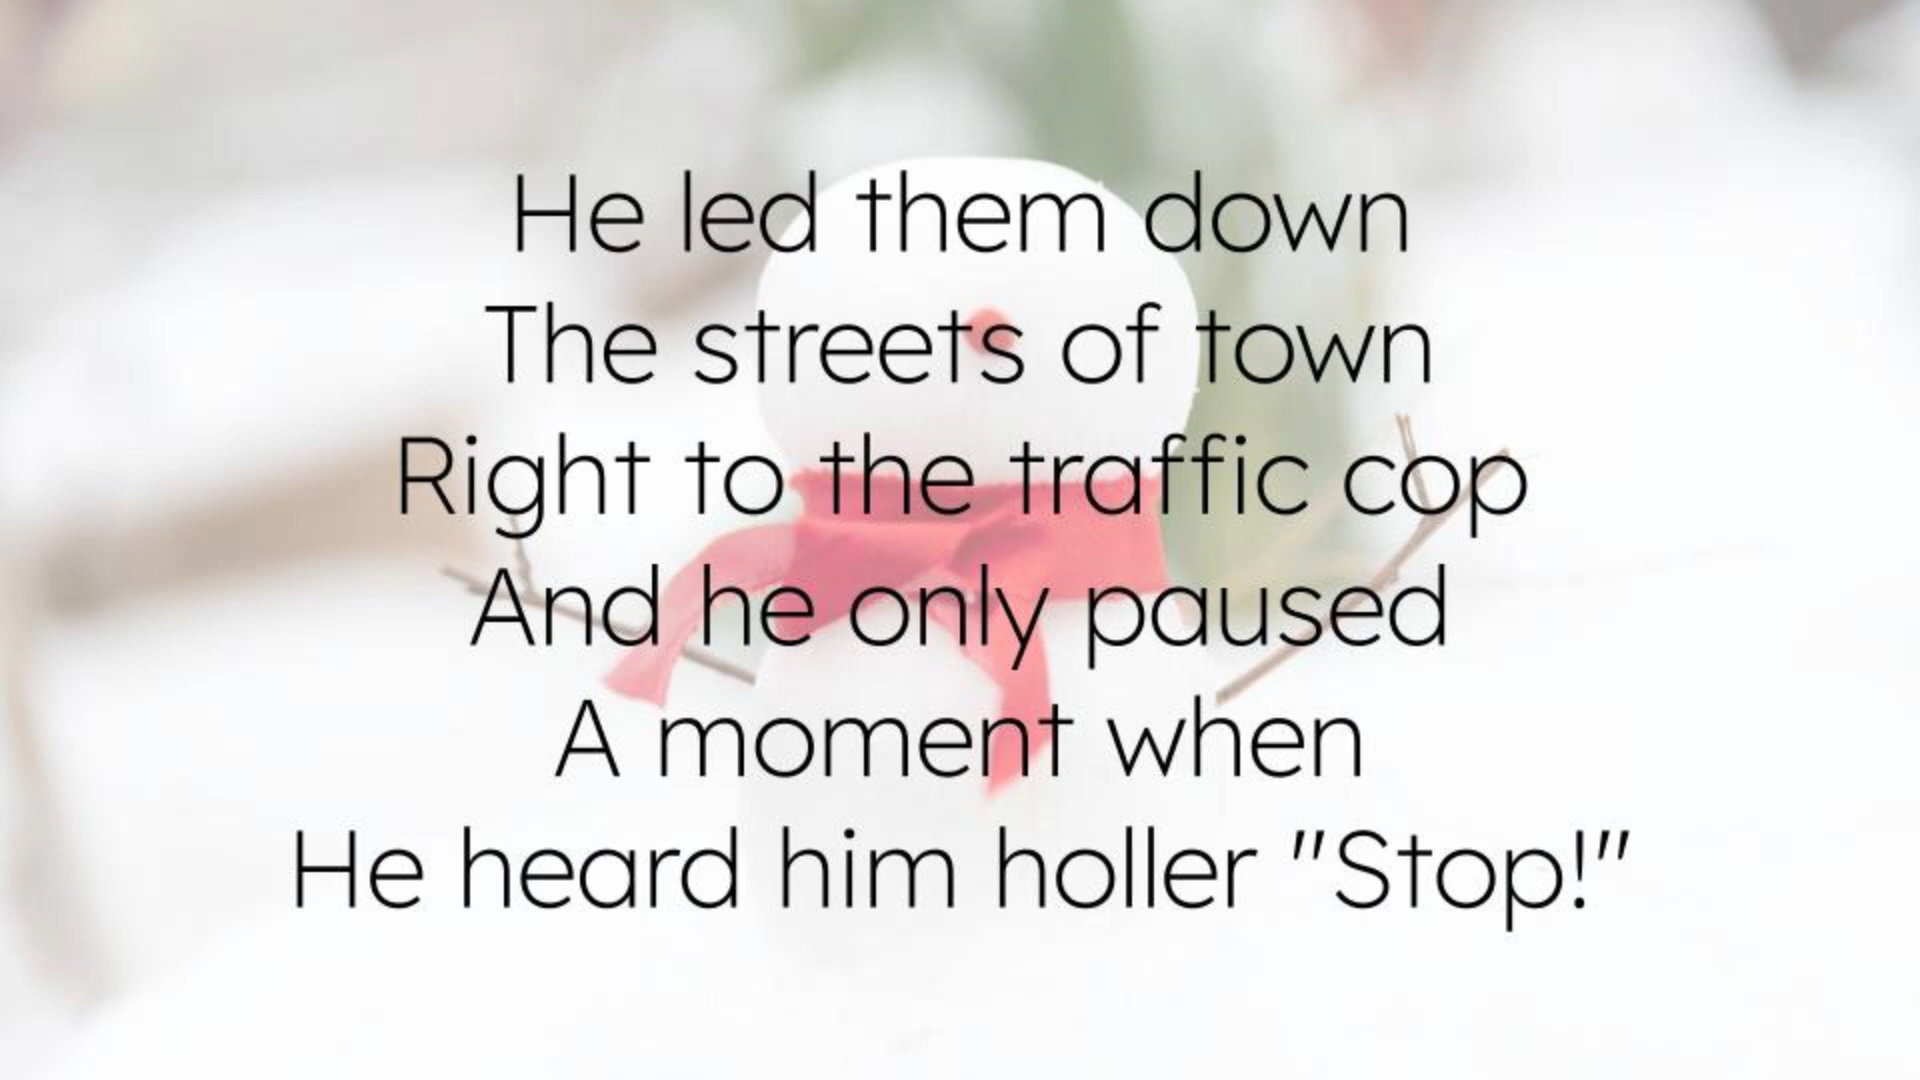 He led them down
The streets of town
Right to the traffic cop
And he only paused
A moment when
He heard him holler "Stop!"